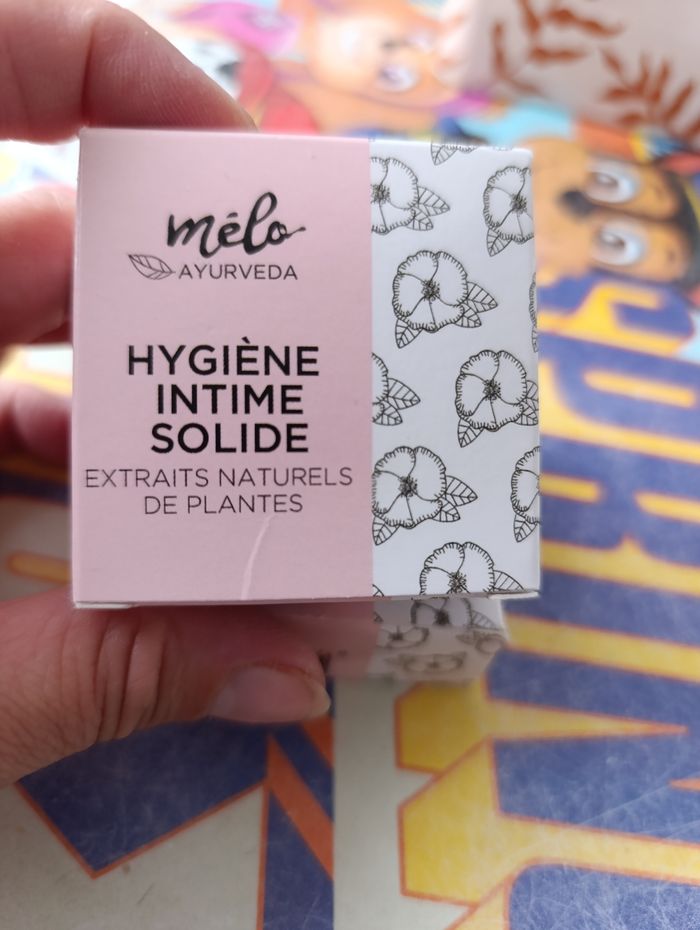 mélo
AYURVEDA
HYGIÈNE
INTIME
SOLIDE
EXTRAITS NATURELS
DE PLANTES